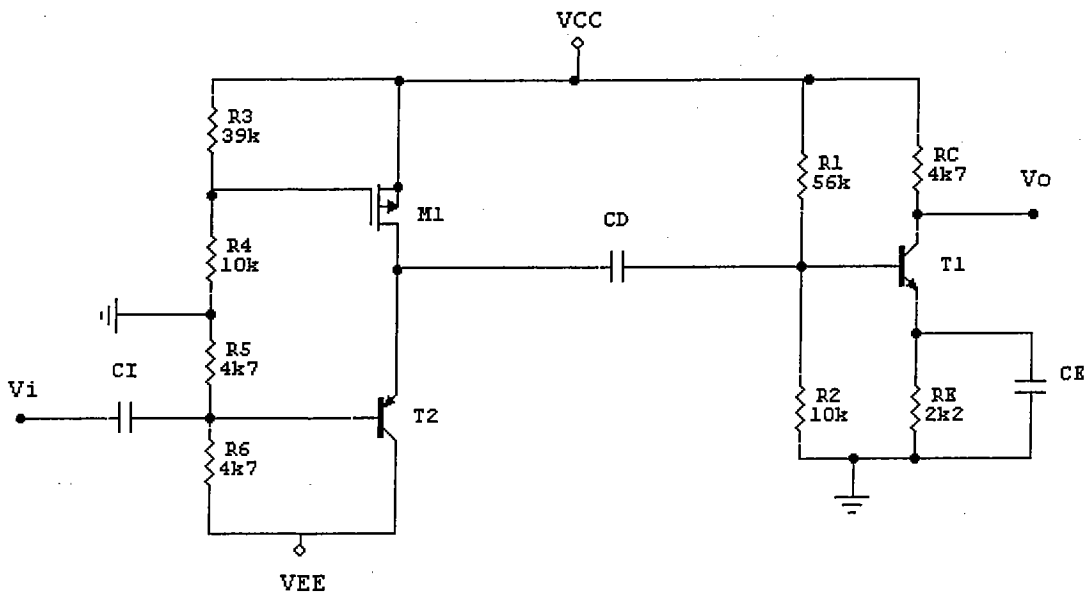 VCC
R3
39k
M1
R4
10k
R5
4k7
CI
Vi
R6
4k7
T2
VEE
CD
R1
56k
RC
4k7
Vo
T1
R2
10k
RE
2k2
CE